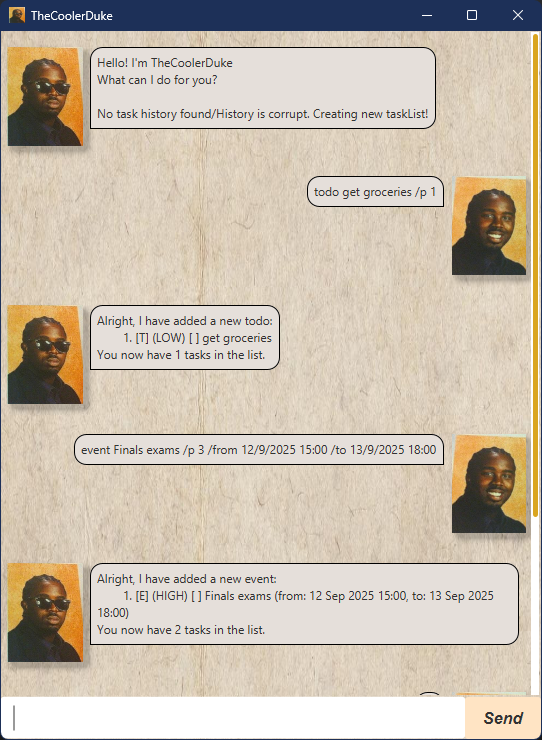 TheCoolerDuke
Hello! I'm TheCoolerDuke
What can I do for you?
No task history found/History is corrupt. Creating new taskList!
todo get groceries /p 1
Alright, I have added a new todo:
1. [T] (LOW) [ ] get groceries
You now have 1 tasks in the list.
event Finals exams /p 3 /from 12/9/2025 15:00 /to 13/9/2025 18:00
Alright, I have added a new event:
1. [E] (HIGH) [ ] Finals exams (from: 12 Sep 2025 15:00, to: 13 Sep 2025
18:00)
You now have 2 tasks in the list.
Send